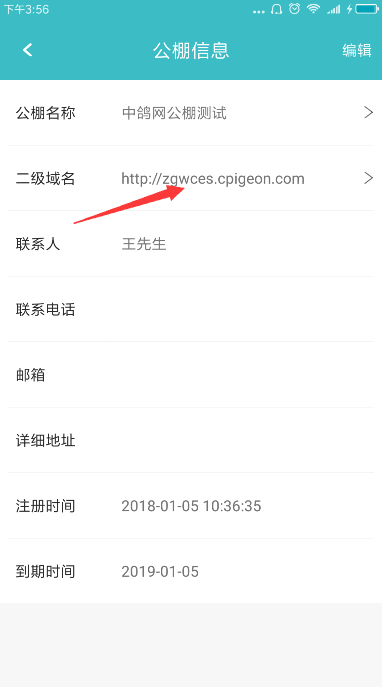 下午3:56
公棚信息
编辑
公棚名称 中鸽网公棚测试
二级域名 http://zgwces.cpigeon.com
联系人 王先生
联系电话
邮箱
详细地址
注册时间 2018-01-05 10:36:35
到期时间 2019-01-05